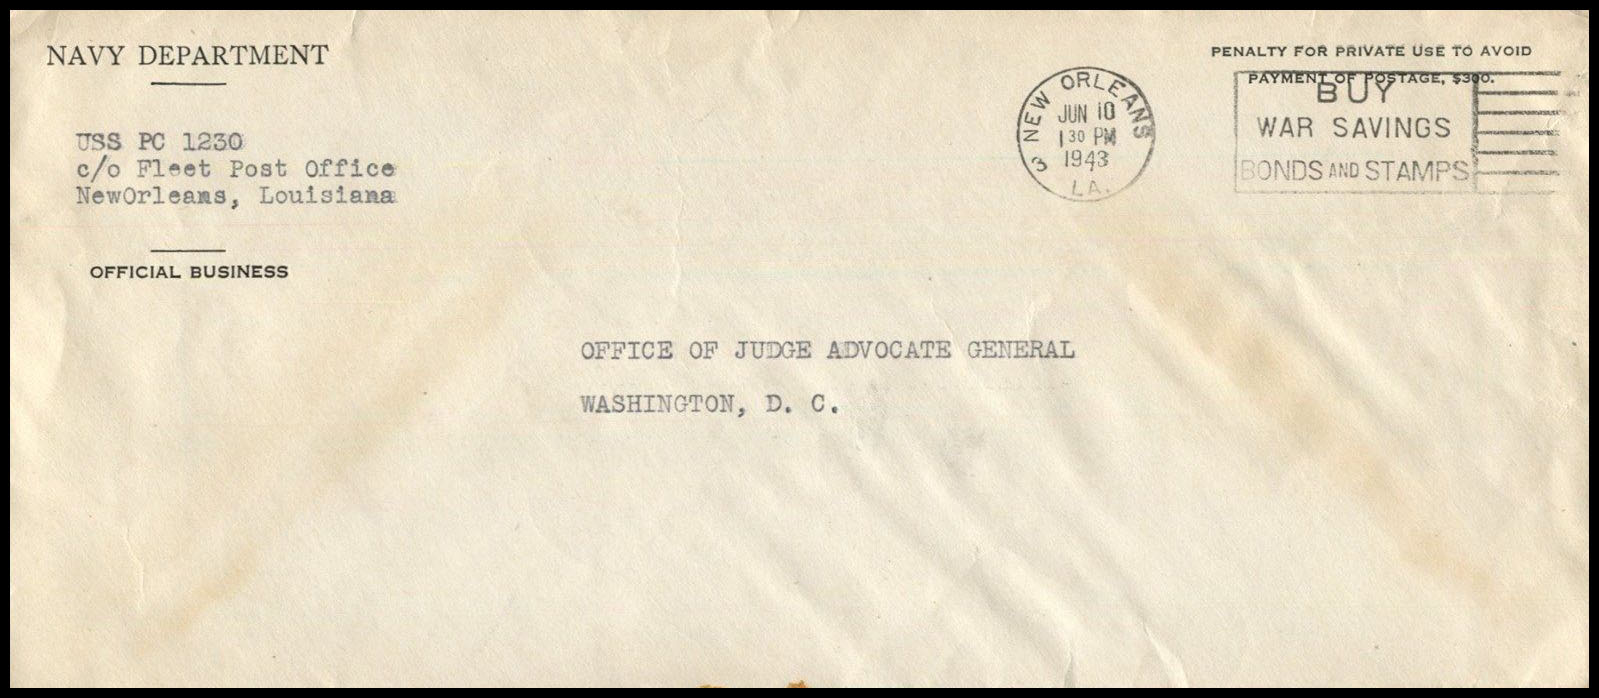 NAVY DEPARTMENT
USS PC 1230
c/o Fleet Post Office
NewOrleans, Louisiana
OFFICIAL BUSINESS
PENALTY FOR PRIVATE USE TO AVOID
PAYMENT OF POSTAGE, $300.
NEW ORLEANS
JUN 10
1 30 PM
1943
3
LA.
BUY
WAR SAVINGS
BONDS AND STAMPS
OFFICE OF JUDGE ADVOCATE GENERAL
WASHINGTON, D. C.